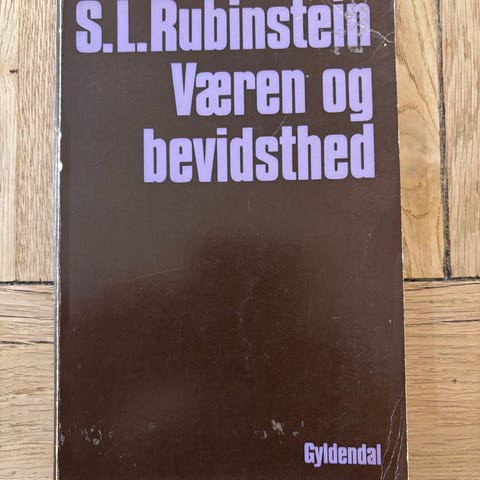 S.L.Rubinstein
Væren og
bevidsthed
Gyldendal